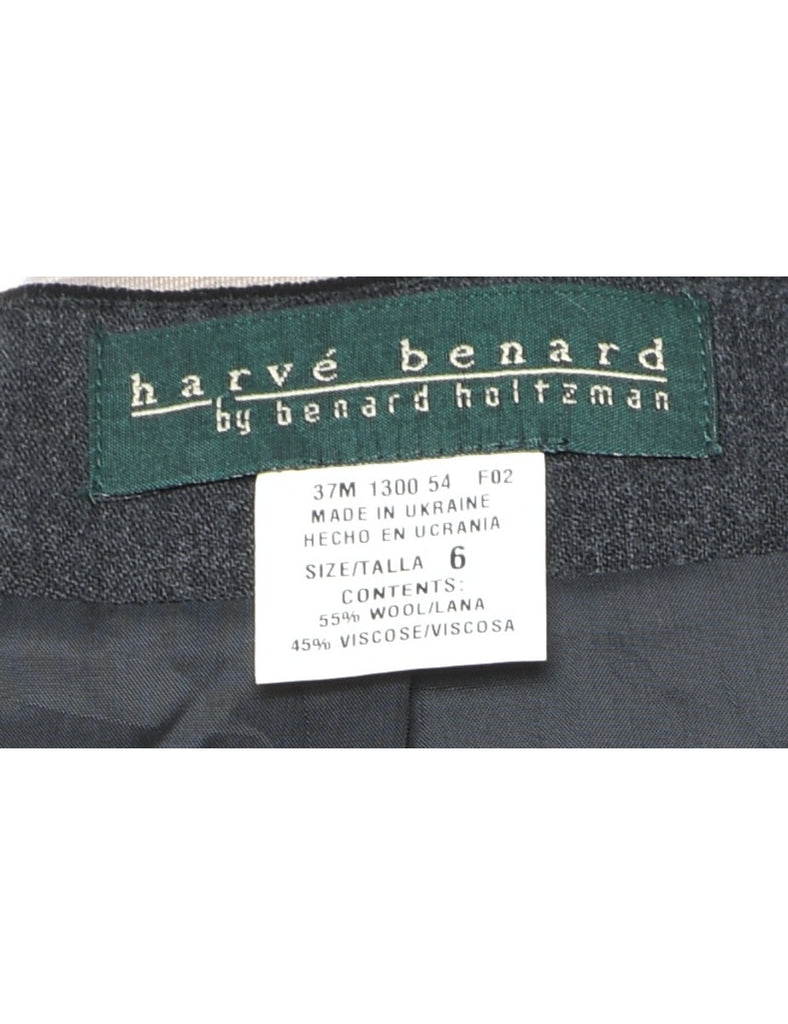 harvé benard
by benard holtzman
37M 1300 54 F02
MADE IN UKRAINE
HECHO EN UCRANIA
SIZE/TALLA 6
CONTENTS:
55% WOOL/LANA
45% VISCOSE/VISCOSA